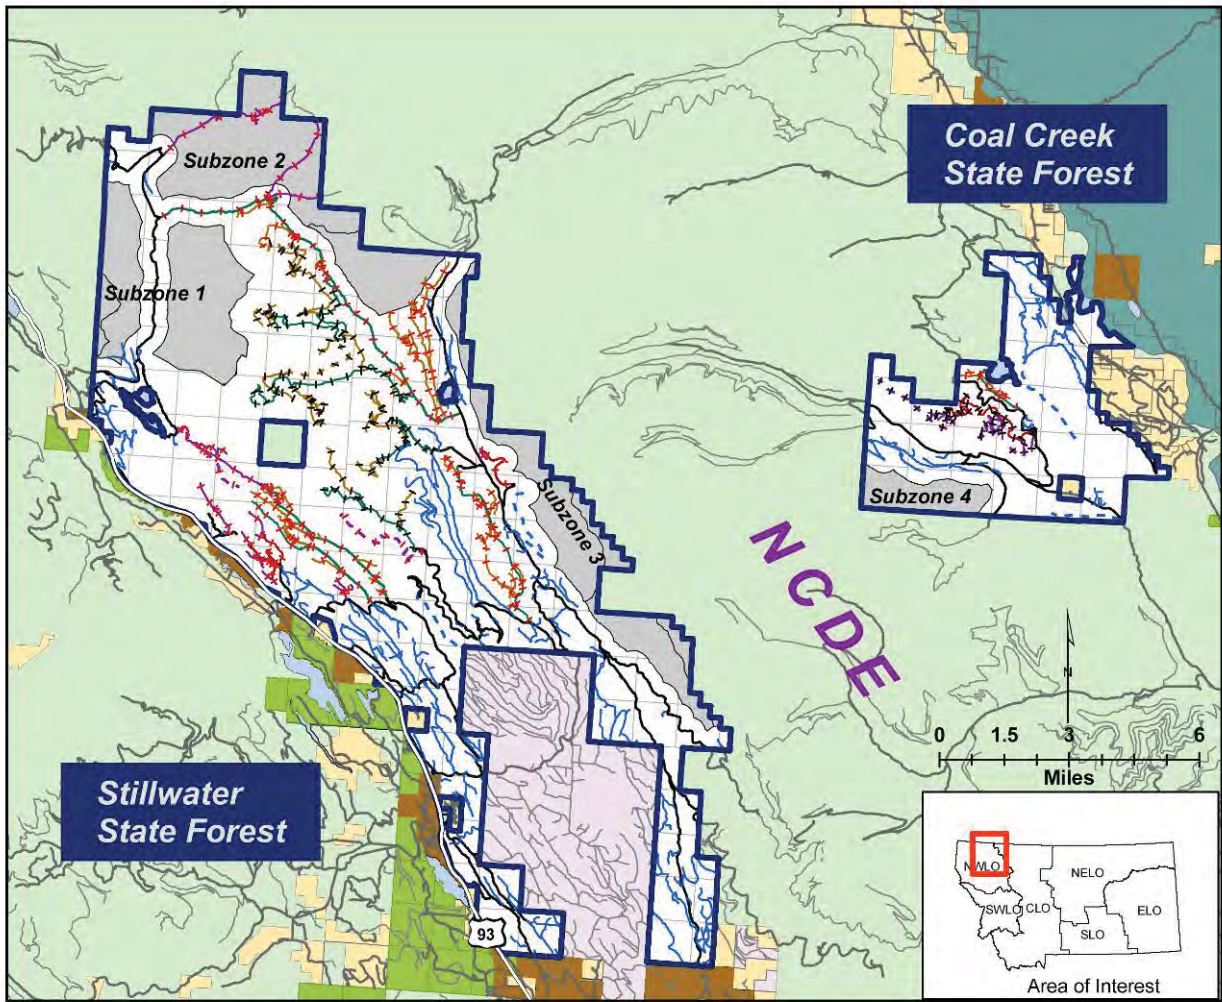 Coal Creek
State Forest
Subzone 2
Subzone 1
Subzone 4
Subzone 3
NCDE
N
0 1.5 3 6
Miles
Stillwater
State Forest
93
NWLO
NELO
SWLO
CLO
ELO
SLO
Area of Interest